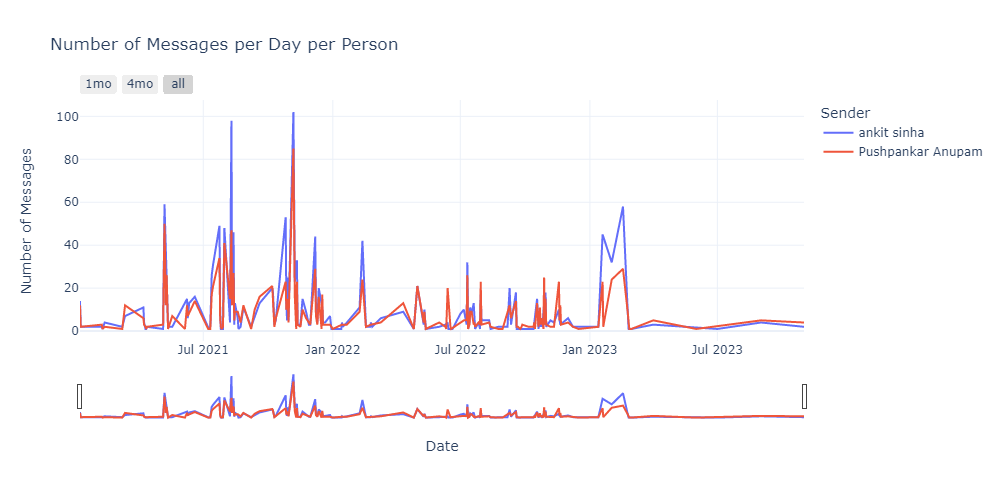 Number of Messages per Day per Person
1mo 4mo all
Sender
ankit sinha
Pushpankar Anupam
Number of Messages
100
80
60
40
20
0
Jul 2021 Jan 2022 Jul 2022 Jan 2023 Jul 2023
Date